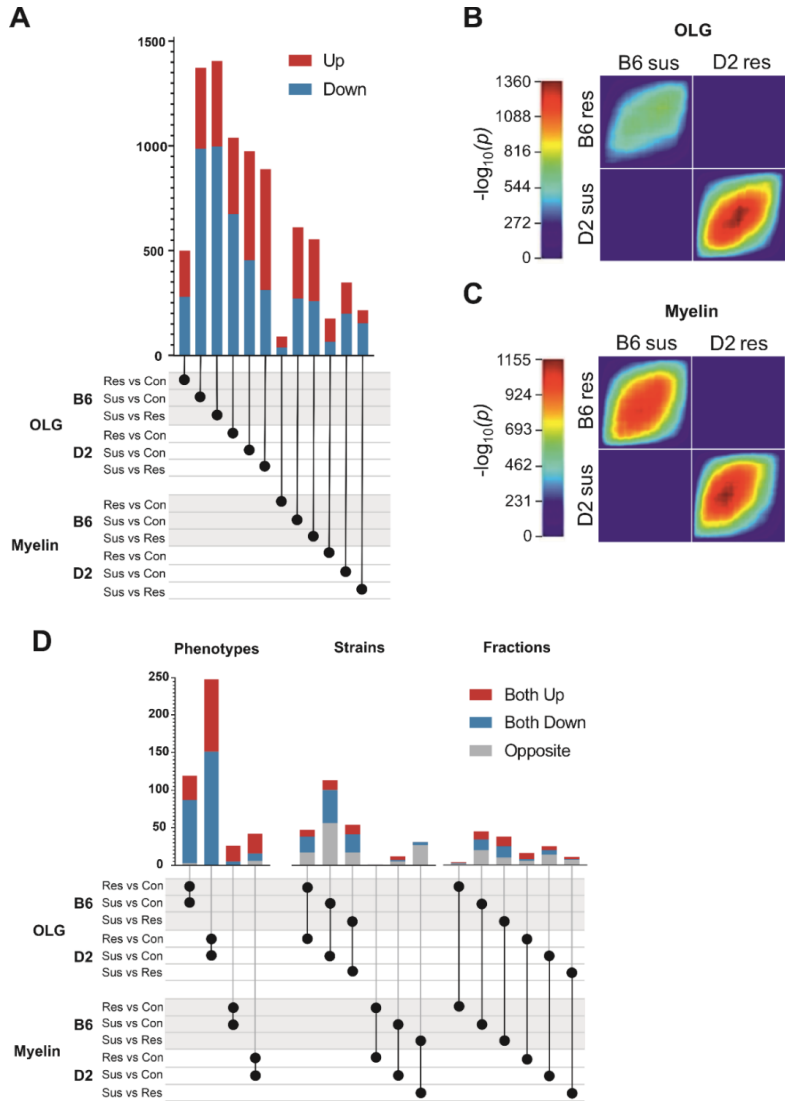 A
1500
1000
500
0
Up
Down
OLG
B6
Res vs Con
Sus vs Con
Sus vs Res
D2
Res vs Con
Sus vs Con
Sus vs Res
Myelin
B6
Res vs Con
Sus vs Con
Sus vs Res
D2
Res vs Con
Sus vs Con
Sus vs Res
B
OLG
B6 sus D2 res
1360
1088
816
544
272
0
-log10(p)
B6 res
D2 sus
C
Myelin
B6 sus D2 res
1155
924
693
462
231
0
-log10(p)
B6 res
D2 sus
D
Phenotypes Strains Fractions
250
200
150
100
50
0
Both Up
Both Down
Opposite
OLG
B6
Res vs Con
Sus vs Con
Sus vs Res
D2
Res vs Con
Sus vs Con
Sus vs Res
Myelin
B6
Res vs Con
Sus vs Con
Sus vs Res
D2
Res vs Con
Sus vs Con
Sus vs Res